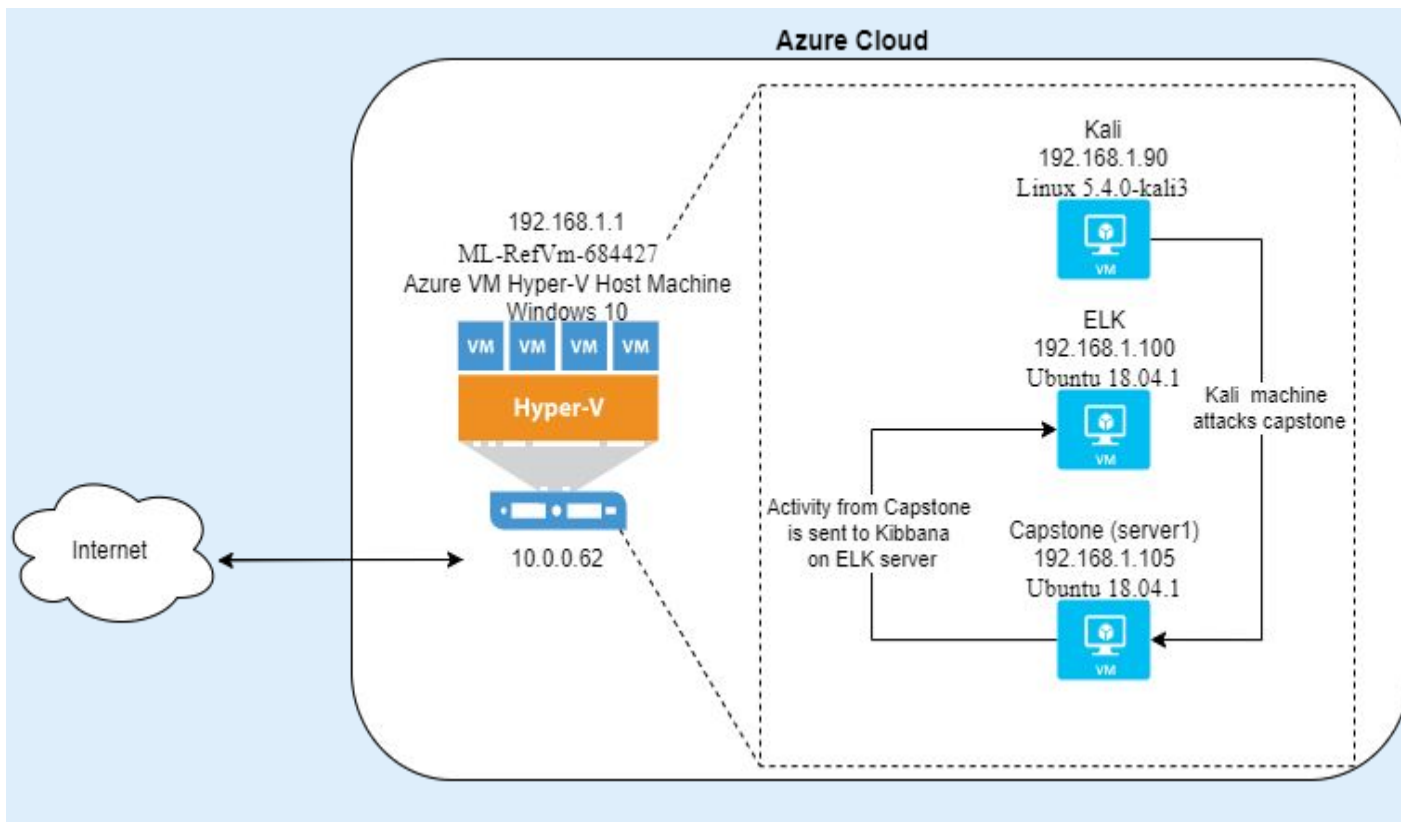 Azure Cloud
Kali
192.168.1.90
Linux 5.4.0-kali3
VM
192.168.1.1
ML-RefVm-684427
Azure VM Hyper-V Host Machine
Windows 10
VM VM VM VM
Hyper-V
10.0.0.62
Internet
ELK
192.168.1.100
Ubuntu 18.04.1
VM
Kali machine
attacks capstone
Activity from Capstone
is sent to Kibbana
on ELK server
Capstone (server1)
192.168.1.105
Ubuntu 18.04.1
VM